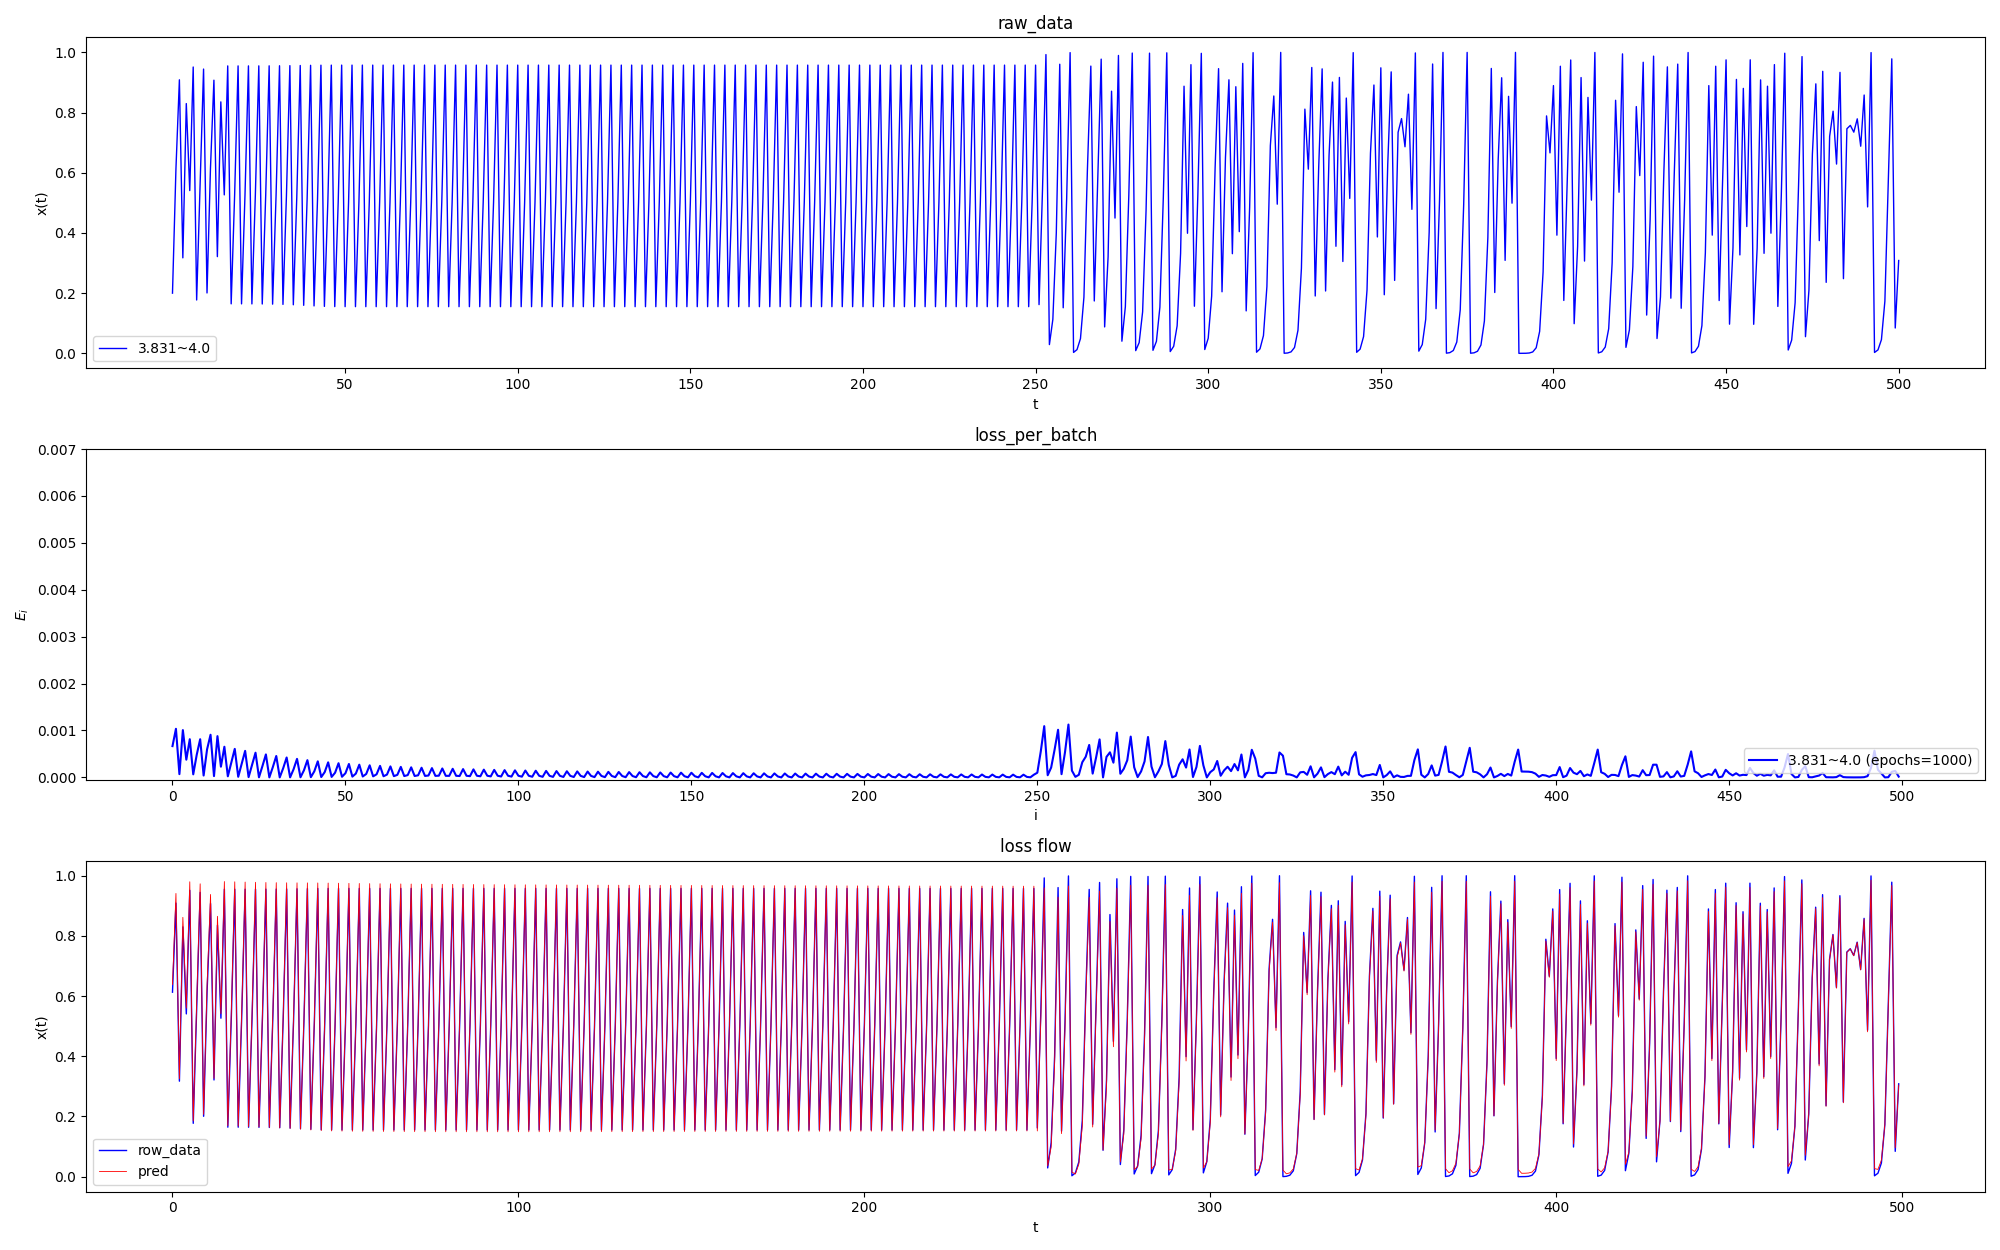 raw_data
1.0
0.8
0.6
0.4
0.2
0.0
x(t)
3.831~4.0
50 100 150 200 250 300 350 400 450 500
t
loss_per_batch
0.007
0.006
0.005
0.004
0.003
0.002
0.001
0.000
E_i
3.831~4.0 (epochs=1000)
0 50 100 150 200 250 300 350 400 450 500
i
loss flow
1.0
0.8
0.6
0.4
0.2
0.0
x(t)
row_data
pred
0 100 200 300 400 500
t